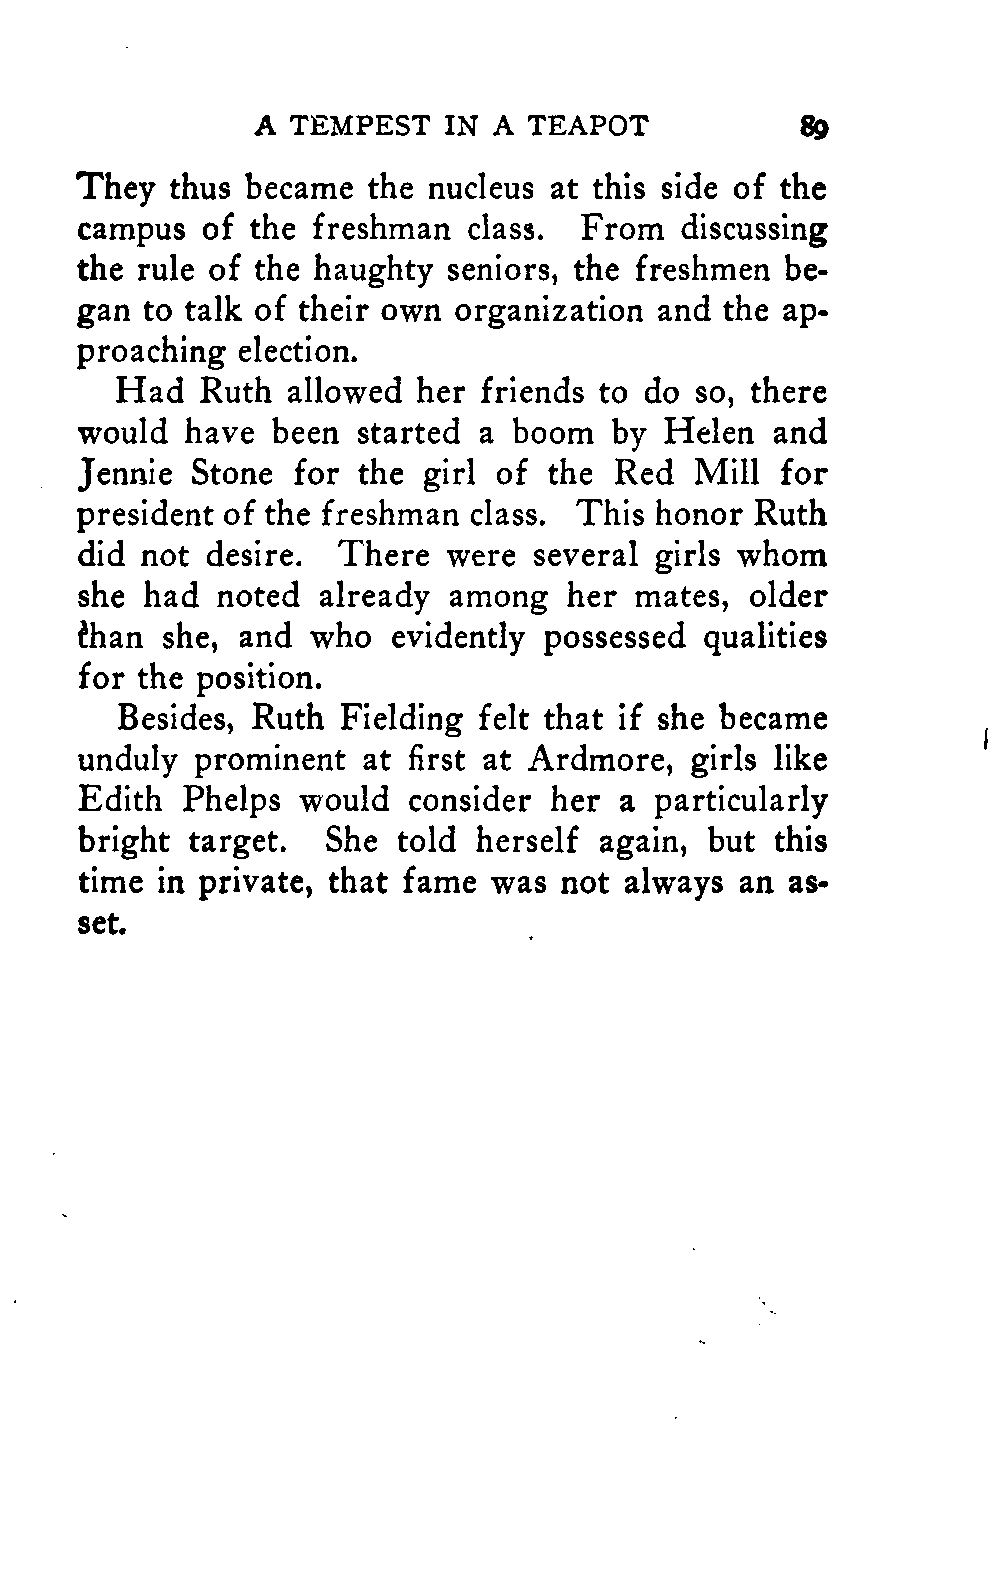 A TEMPEST IN A TEAPOT 89
They thus became the nucleus at this side of the
campus of the freshman class. From discussing
the rule of the haughty seniors, the freshmen be-
gan to talk of their own organization and the ap-
proaching election.
Had Ruth allowed her friends to do so, there
would have been started a boom by Helen and
Jennie Stone for the girl of the Red Mill for
president of the freshman class. This honor Ruth
did not desire. There were several girls whom
she had noted already among her mates, older
than she, and who evidently possessed qualities
for the position.
Besides, Ruth Fielding felt that if she became
unduly prominent at first at Ardmore, girls like
Edith Phelps would consider her a particularly
bright target. She told herself again, but this
time in private, that fame was not always an as-
set.